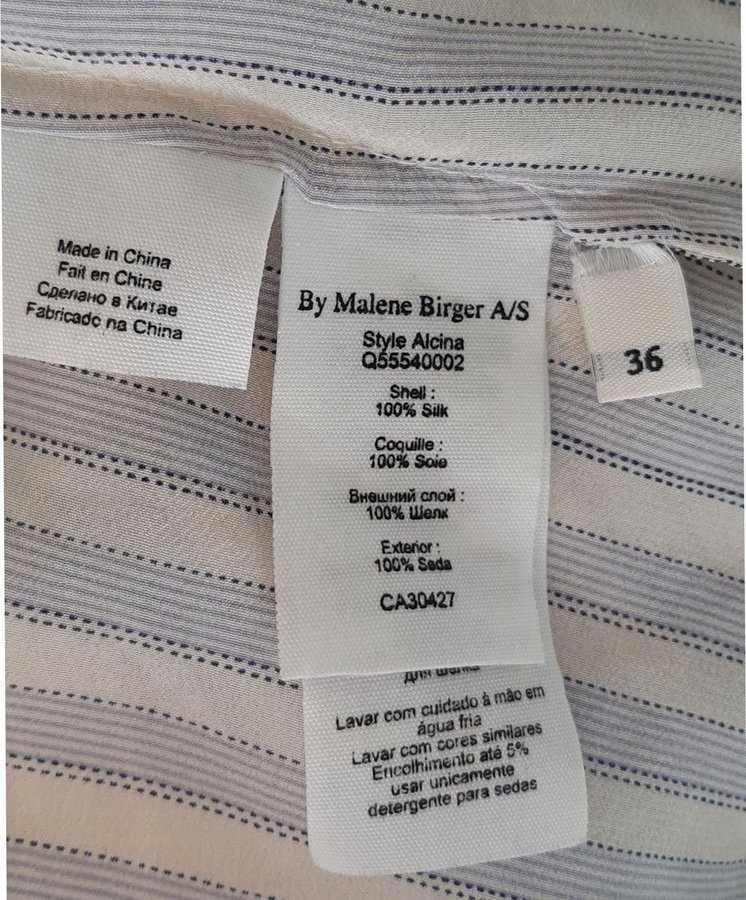 Made in China
Fait en Chine
Сделано в Китае
Fabricado na China
By Malene Birger A/S
Style Alcina
Q55540002
Shell :
100% Silk
Coquille :
100% Soie
Внешний слой :
100% Шелк
Exterior :
100% Seda
CA30427
36
для шелка
Lavar com cuidado à mão em
água fria
Lavar com cores similares
Encolhimento até 5%
usar unicamente
detergente para sedas